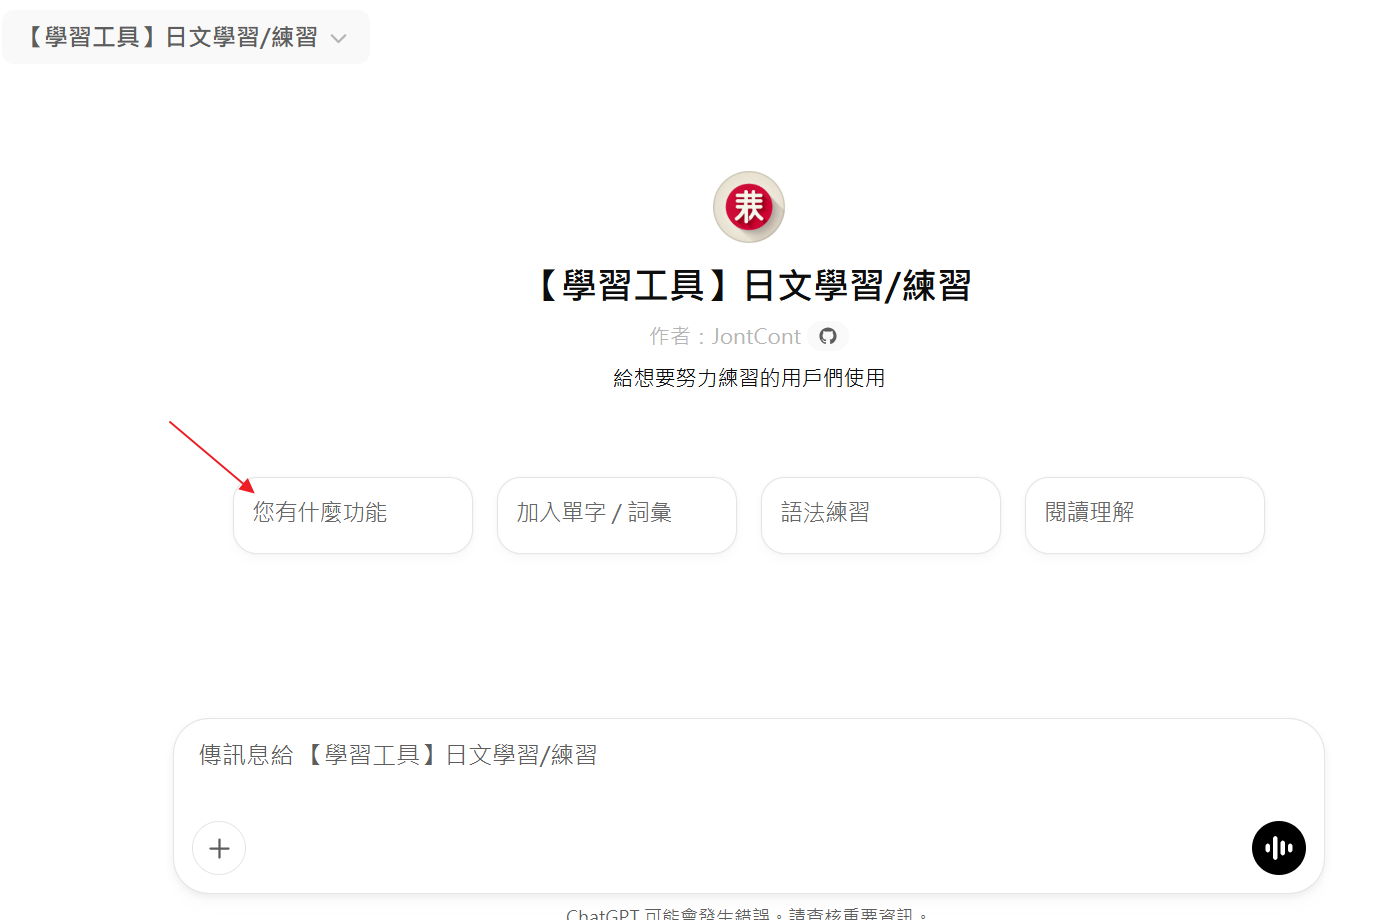 【學習工具】日文學習/練習
【學習工具】日文學習/練習
作者：JontCont
給想要努力練習的用戶們使用
您有什麼功能
加入單字 / 詞彙
語法練習
閱讀理解
傳訊息給 【學習工具】日文學習/練習
ChatGPT 可能會發生錯誤。請查核重要資訊。